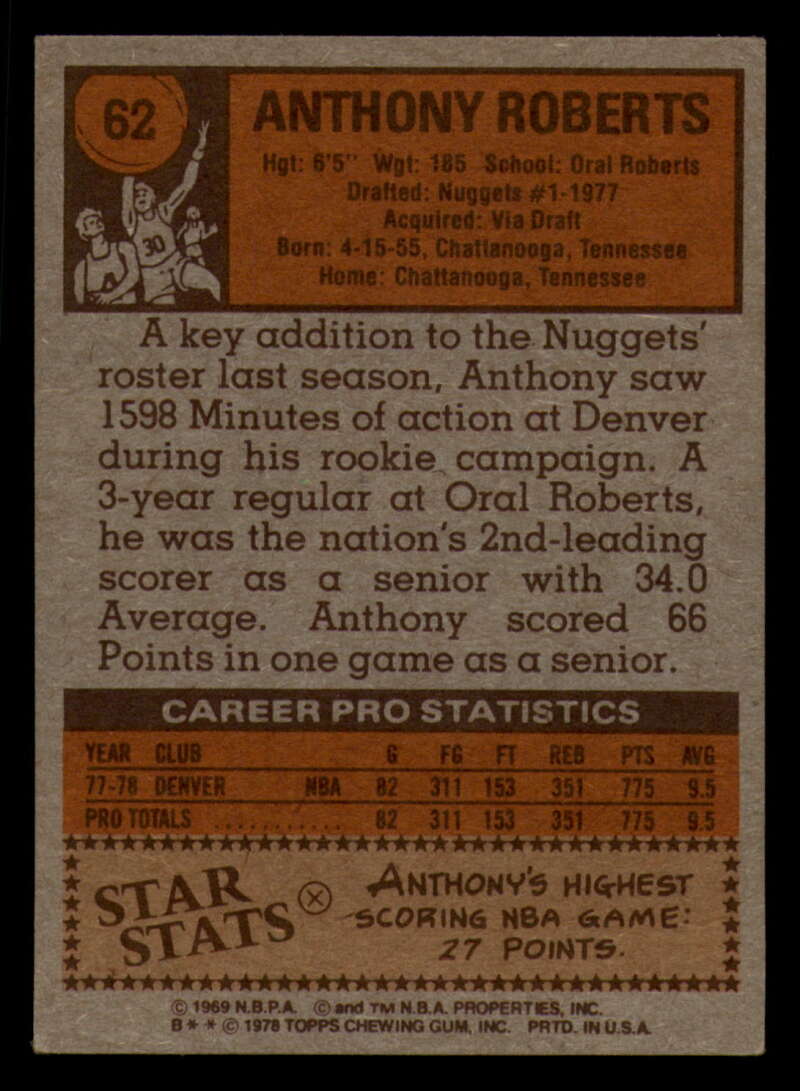 62
ANTHONY ROBERTS
Hgt: 6'5" Wgt: 185 School: Oral Roberts
Drafted: Nuggets #1-1977
Acquired: Via Draft
Born: 4-15-55, Chattanooga, Tennessee
Home: Chattanooga, Tennessee
30
A key addition to the Nuggets'
roster last season, Anthony saw
1598 Minutes of action at Denver
during his rookie campaign. A
3-year regular at Oral Roberts,
he was the nation's 2nd-leading
scorer as a senior with 34.0
Average. Anthony scored 66
Points in one game as a senior.
CAREER PRO STATISTICS
YEAR CLUB G FG FT REB PTS AVG
77-78 DENVER NBA 82 311 153 351 775 9.5
PRO TOTALS ........... 82 311 153 351 775 9.5
STAR
STATS
ANTHONY'S HIGHEST
SCORING NBA GAME:
27 POINTS.
© 1969 N.B.P.A. © and TM N.B.A. PROPERTIES, INC.
B * * © 1978 TOPPS CHEWING GUM, INC. PRTD. IN U.S.A.